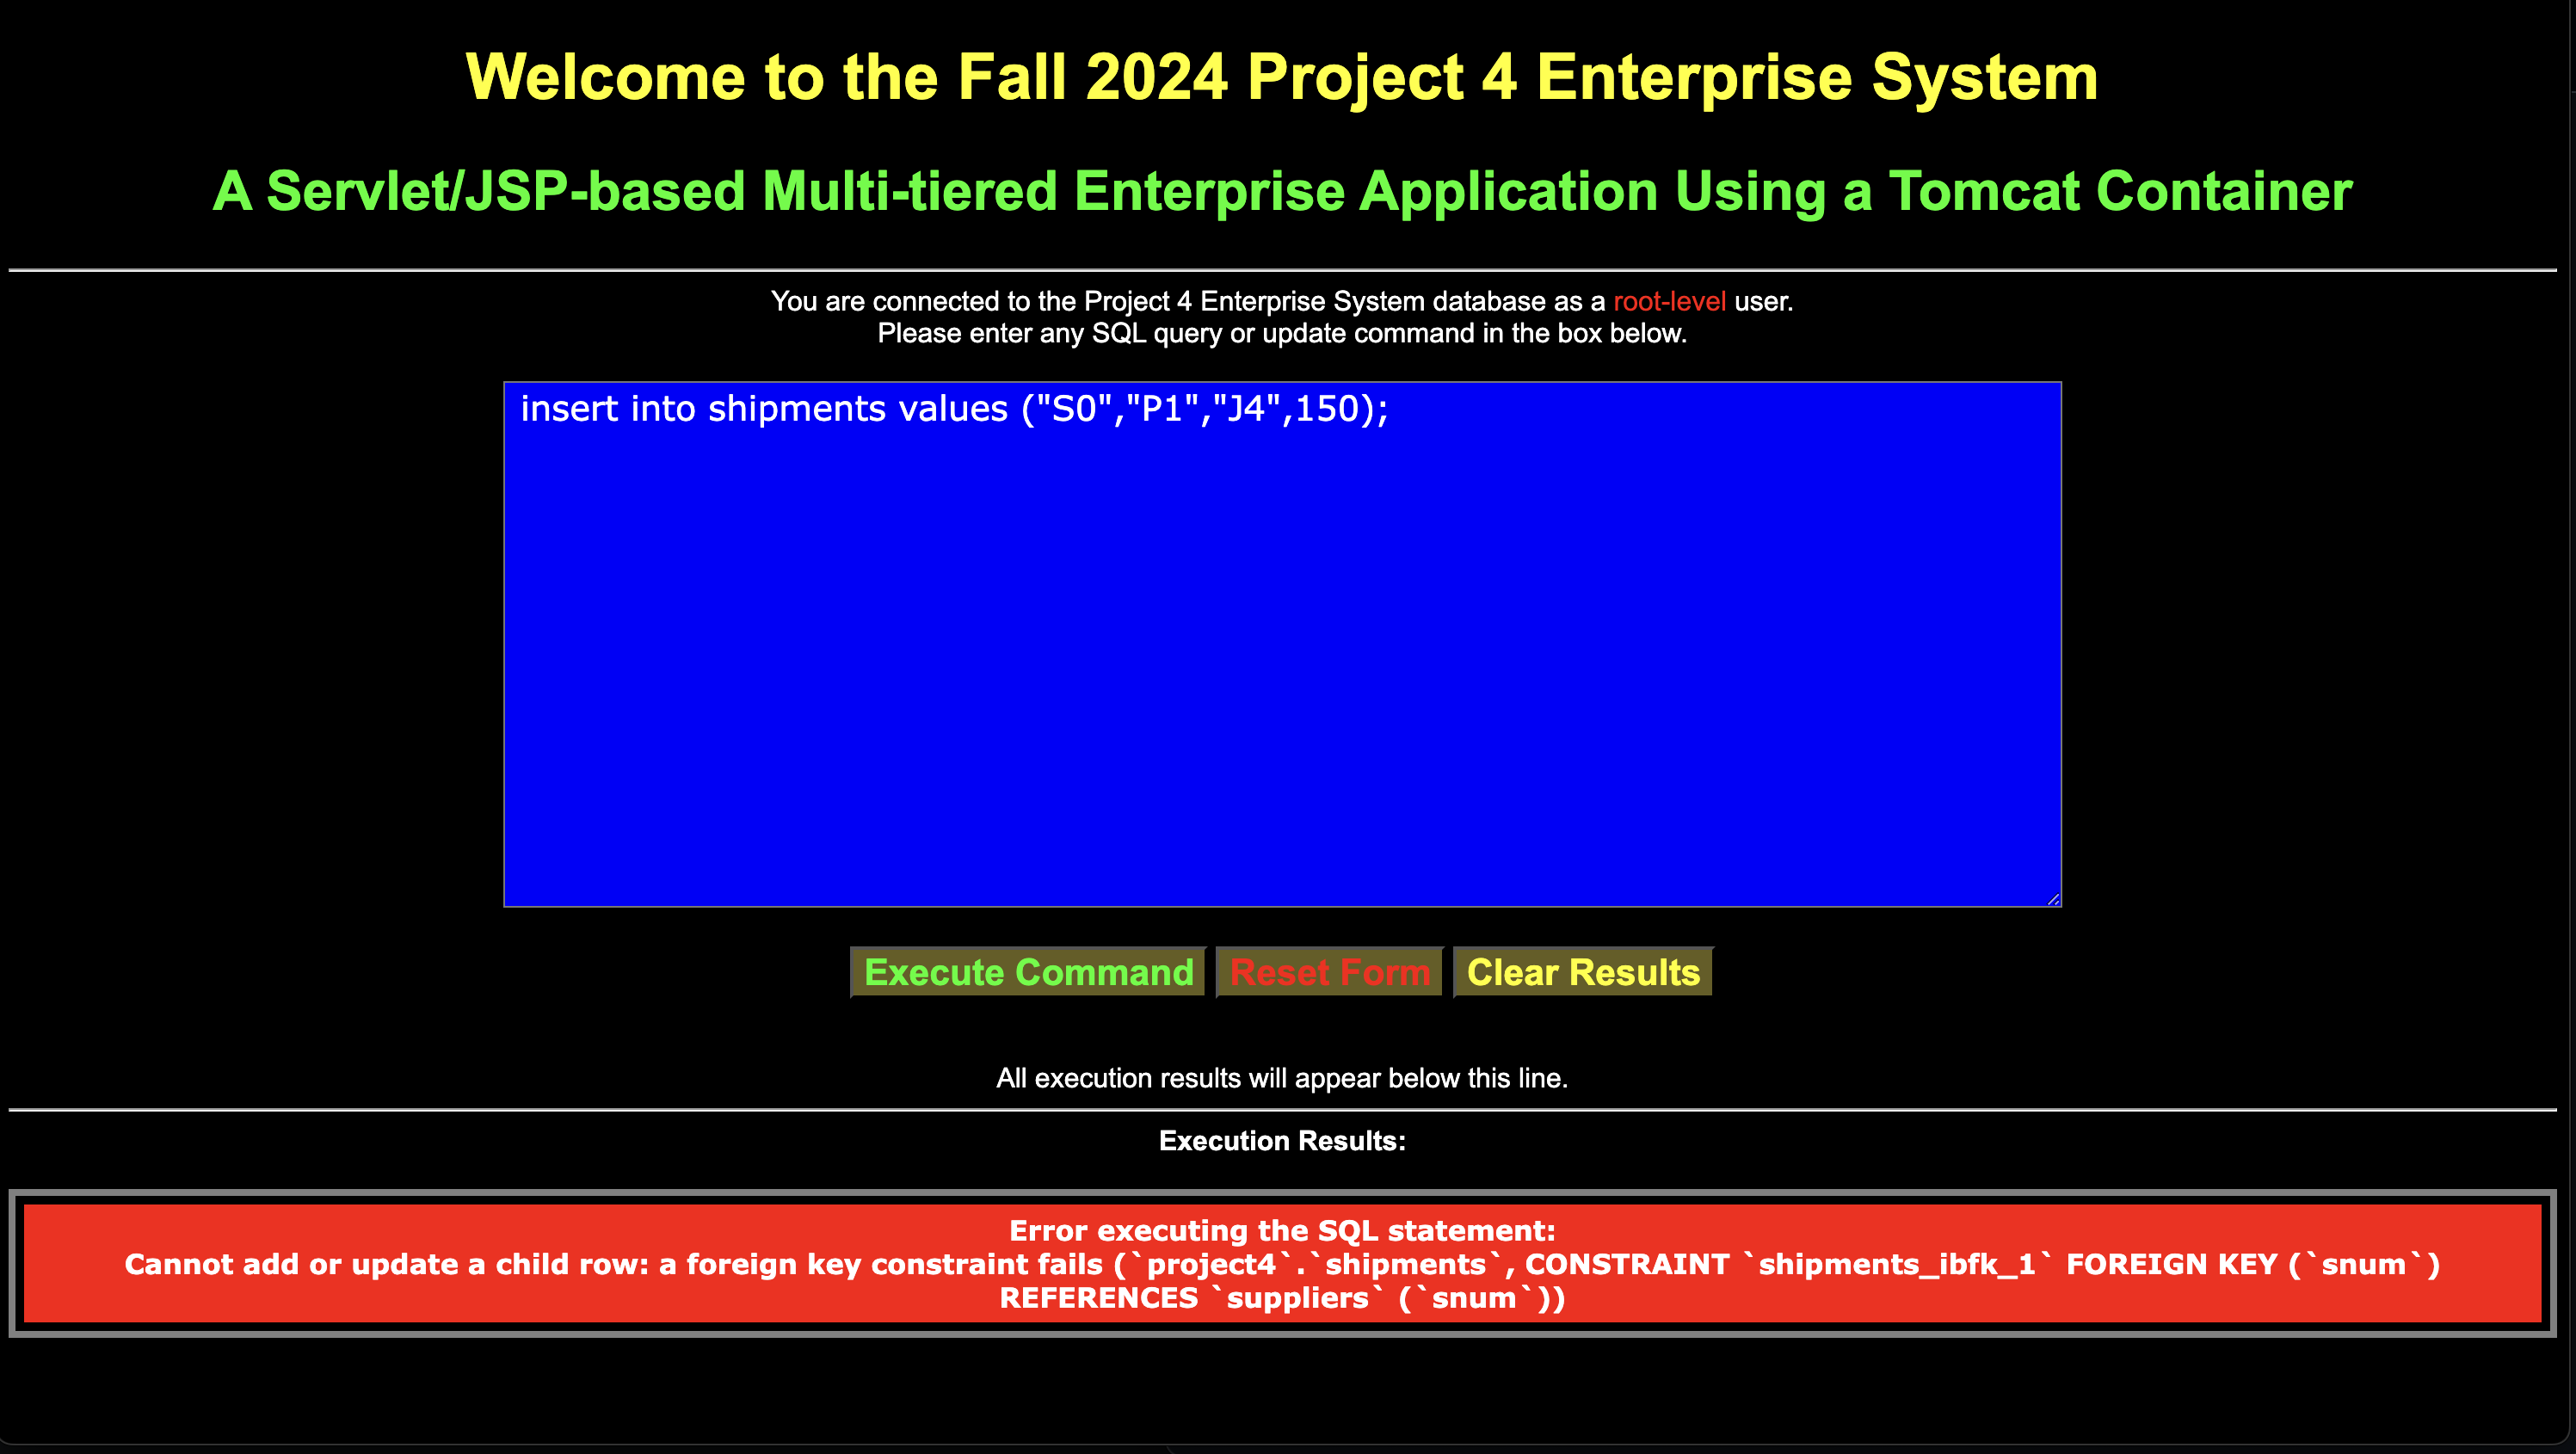 Welcome to the Fall 2024 Project 4 Enterprise System
A Servlet/JSP-based Multi-tiered Enterprise Application Using a Tomcat Container
You are connected to the Project 4 Enterprise System database as a root-level user.
Please enter any SQL query or update command in the box below.
insert into shipments values ("S0","P1","J4",150);
Execute Command Reset Form Clear Results
All execution results will appear below this line.
Execution Results:
Error executing the SQL statement:
Cannot add or update a child row: a foreign key constraint fails (`project4`.`shipments`, CONSTRAINT `shipments_ibfk_1` FOREIGN KEY (`snum`)
REFERENCES `suppliers` (`snum`))